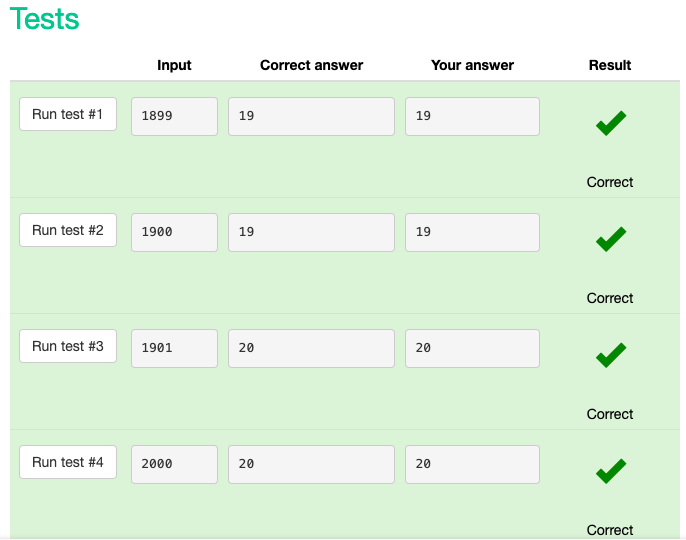 Tests
Input Correct answer Your answer Result
Run test #1 1899 19 19
Correct
Run test #2 1900 19 19
Correct
Run test #3 1901 20 20
Correct
Run test #4 2000 20 20
Correct